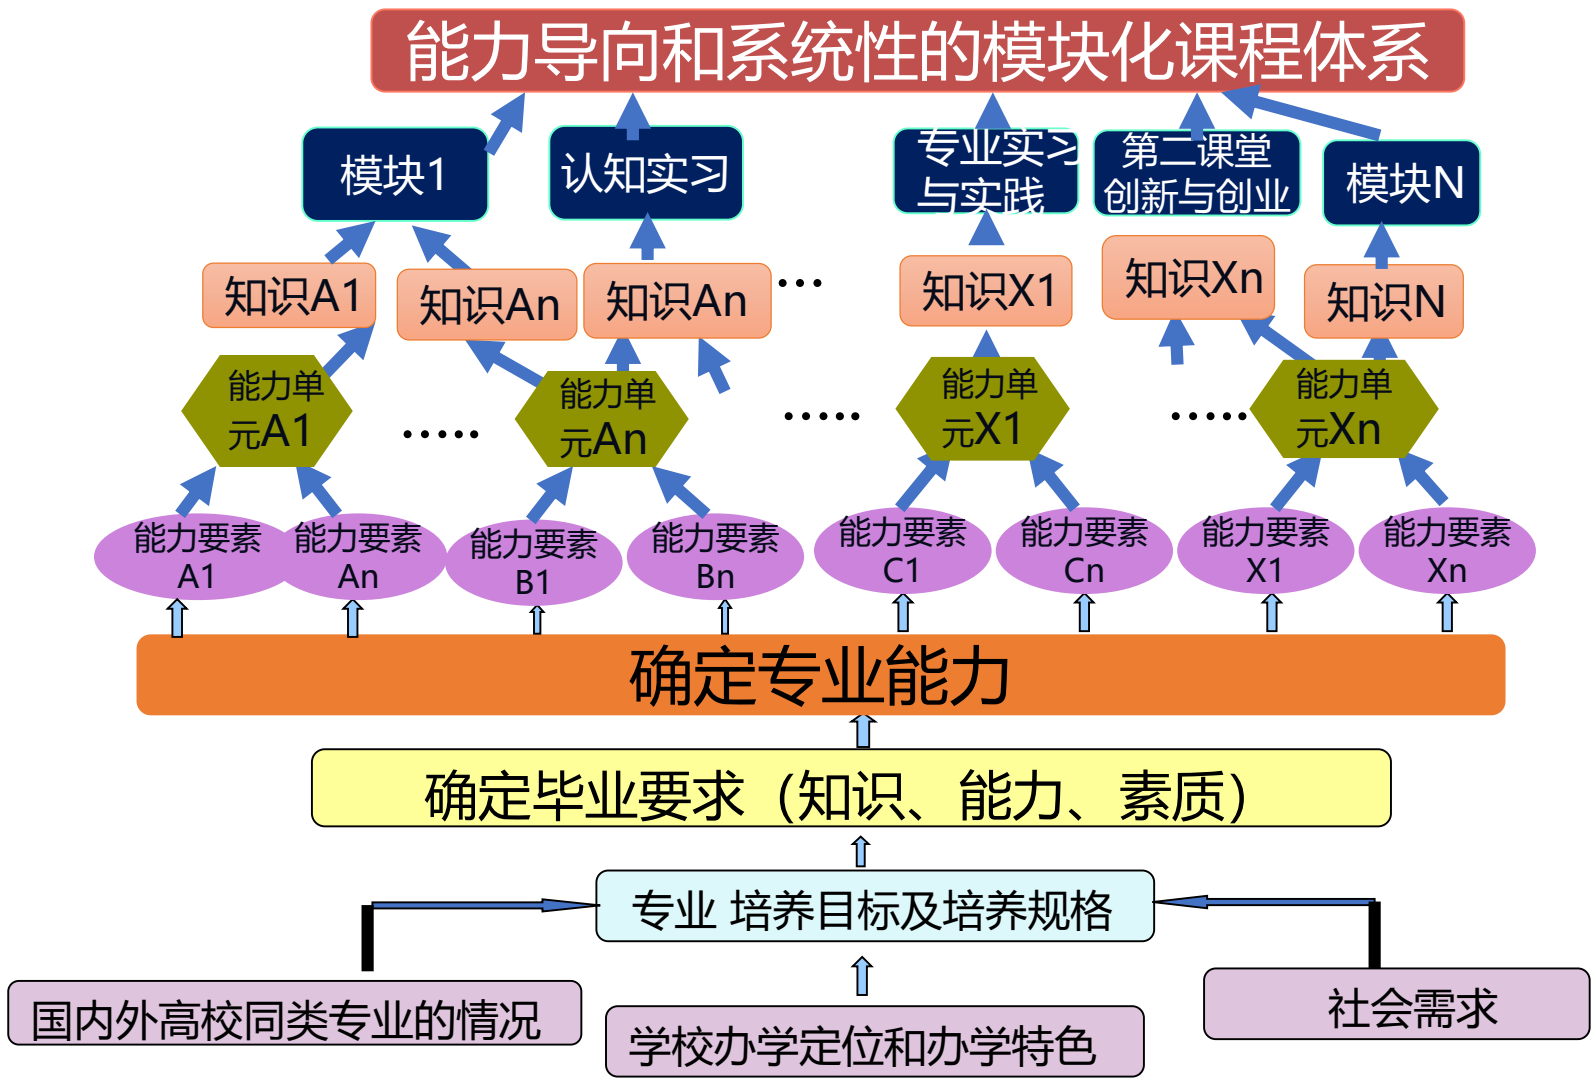 能力导向和系统性的模块化课程体系
模块1
认知实习
专业实习
与实践
第二课堂
创新与创业
模块N
知识A1
知识An
知识An
...
知识X1
知识Xn
知识N
能力单
元A1
.....
能力单
元An
.....
能力单
元X1
.....
能力单
元Xn
能力要素
A1
能力要素
An
能力要素
B1
能力要素
Bn
能力要素
C1
能力要素
Cn
能力要素
X1
能力要素
Xn
确定专业能力
确定毕业要求（知识、能力、素质）
专业 培养目标及培养规格
国内外高校同类专业的情况
学校办学定位和办学特色
社会需求